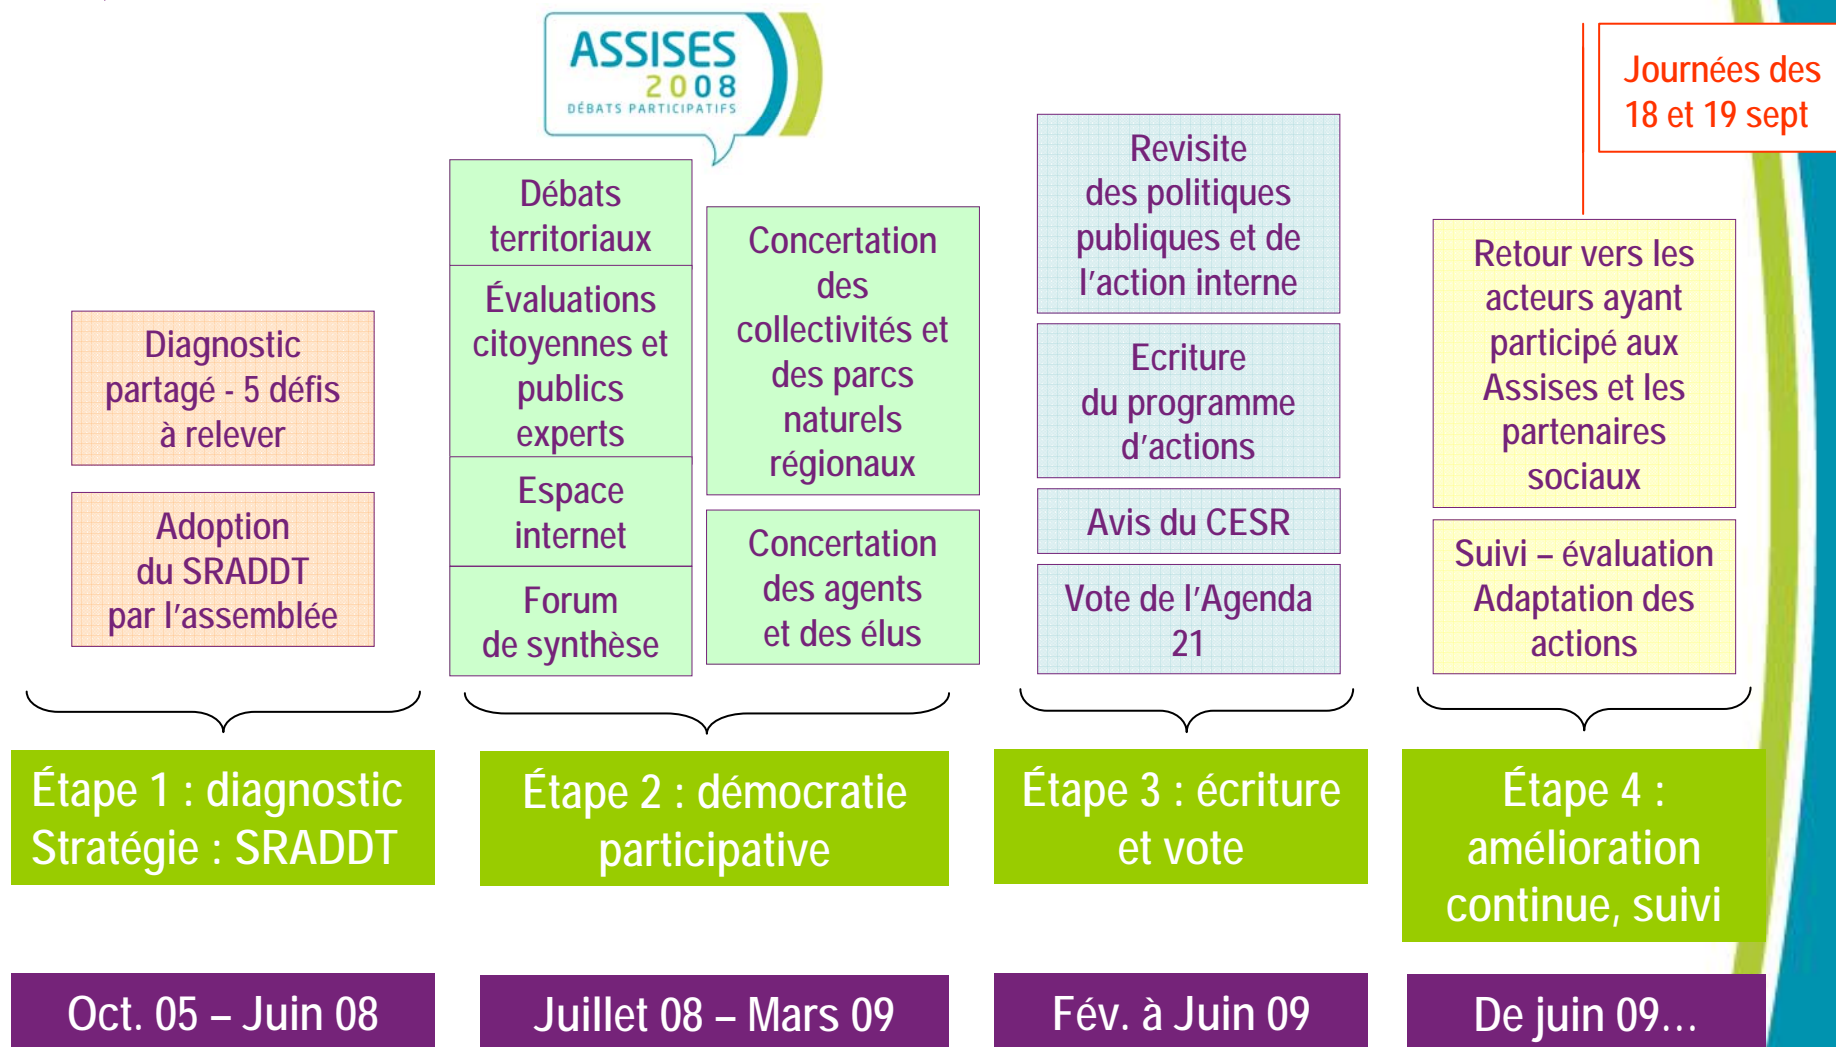 ASSISES
2008
DÉBATS PARTICIPATIFS
Journées des
18 et 19 sept
Diagnostic
partagé - 5 défis
à relever
Adoption
du SRADDT
par l'assemblée
Débats
territoriaux
Évaluations
citoyennes et
publics
experts
Espace
internet
Forum
de synthèse
Concertation
des
collectivités et
des parcs
naturels
régionaux
Concertation
des agents
et des élus
Revisite
des politiques
publiques et de
l'action interne
Ecriture
du programme
d'actions
Avis du CESR
Vote de l'Agenda
21
Retour vers les
acteurs ayant
participé aux
Assises et les
partenaires
sociaux
Suivi – évaluation
Adaptation des
actions
Étape 1 : diagnostic
Stratégie : SRADDT
Étape 2 : démocratie
participative
Étape 3 : écriture
et vote
Étape 4 :
amélioration
continue, suivi
Oct. 05 – Juin 08
Juillet 08 – Mars 09
Fév. à Juin 09
De juin 09…